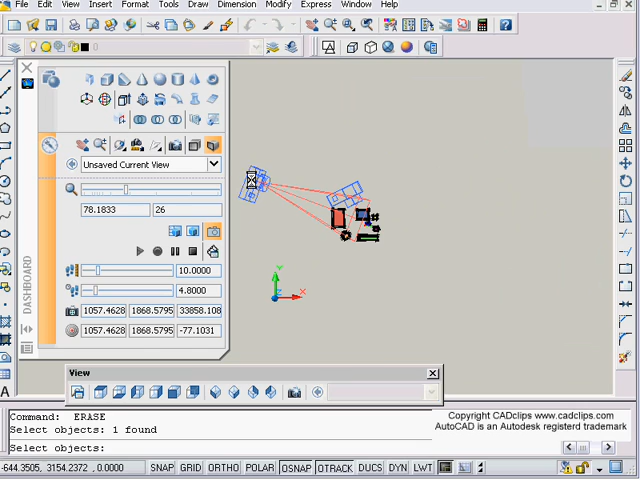 File Edit View Insert Format Tools Draw Dimension Modify Express Window Help
0
Unsaved Current View
78.1833 26
10.0000
4.8000
1057.4628 1868.5795 33858.108
1057.4628 1868.5795 -77.1031
DASHBOARD
Y
X
View
Command: ERASE
Select objects: 1 found
Select objects:
Copyright CADclips www.cadclips.com
AutoCAD is an Autodesk registerd trademark
-644.3505, 3154.2372 , 0.0000 SNAP GRID ORTHO POLAR OSNAP OTRACK DUCS DYN LWT
A